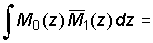 ∫M₀(z) M̅₁(z) dz =